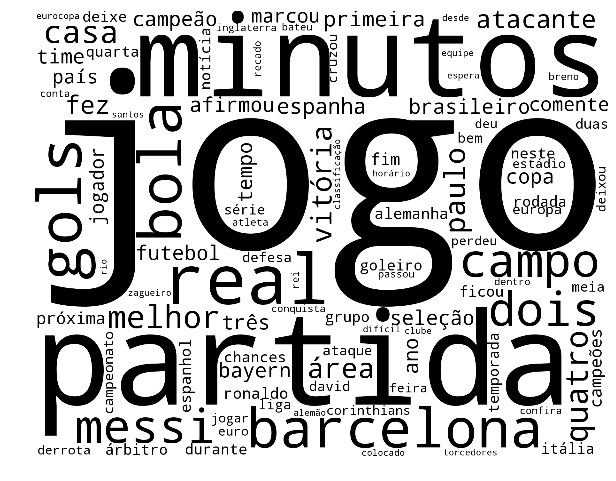 eurocopa deixe campeão marcou primeira desde atacante
casa inglaterra bateu
time quarta notícia recado cruzou equipe
minutos
país espera breno
conta
fez santos afirmou espanha brasileiro comente
jogo
gols jogador bola tempo vitória classificação fim horário paulo deu bem duas
neste estádio copa deixou
série atleta alemanha rodada europa
perdeu
futebol defesa goleiro passou campo
rio real rei dentro
zagueiro conquista ficou meia
próxima melhor três grupo seleção dois
difícil clube
partida
campeonato espanhol chances ataque ano temporada quatro campeões
bayern área
ronaldo david feira
liga
messi jogar alemão corinthians confira
euro barcelona
derrota árbitro durante colocado torcedores itália